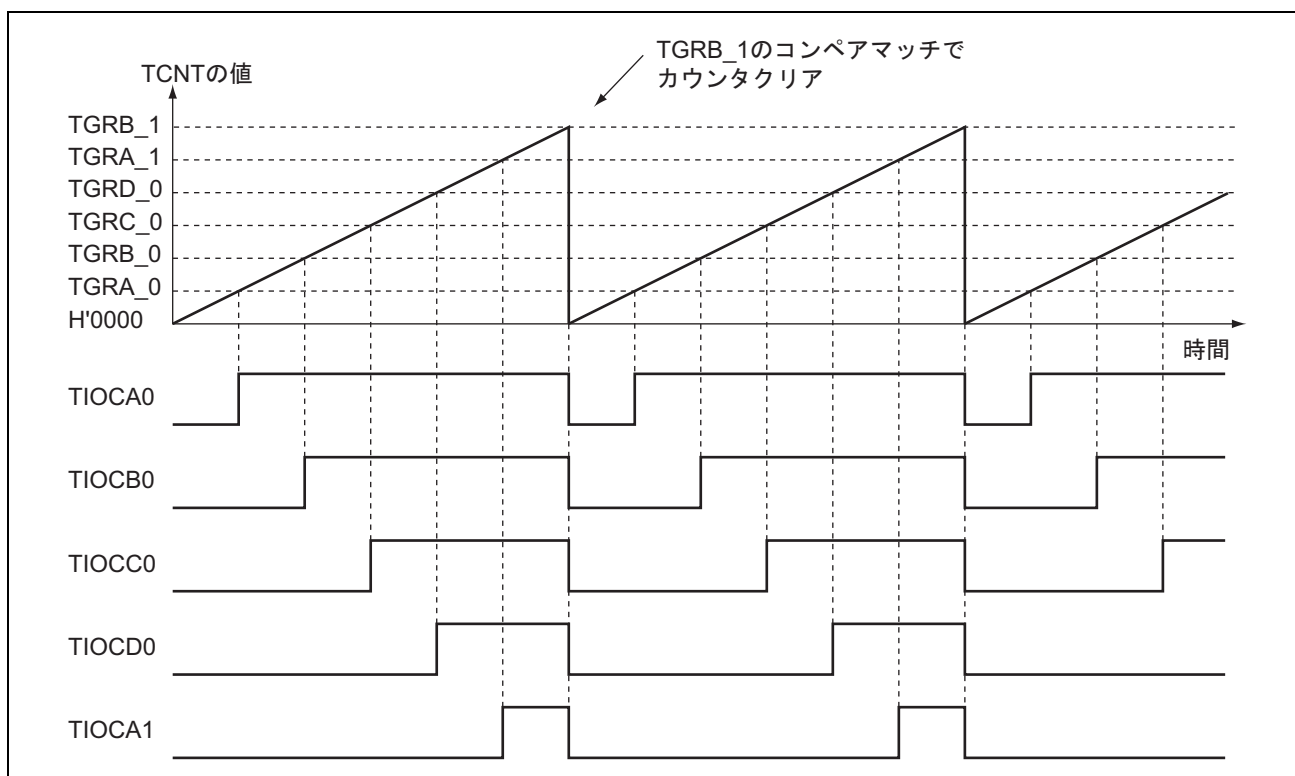 TGRB_1のコンペアマッチで
カウンタクリア
TCNTの値
TGRB_1
TGRA_1
TGRD_0
TGRC_0
TGRB_0
TGRA_0
H'0000
時間
TIOCA0
TIOCB0
TIOCC0
TIOCD0
TIOCA1